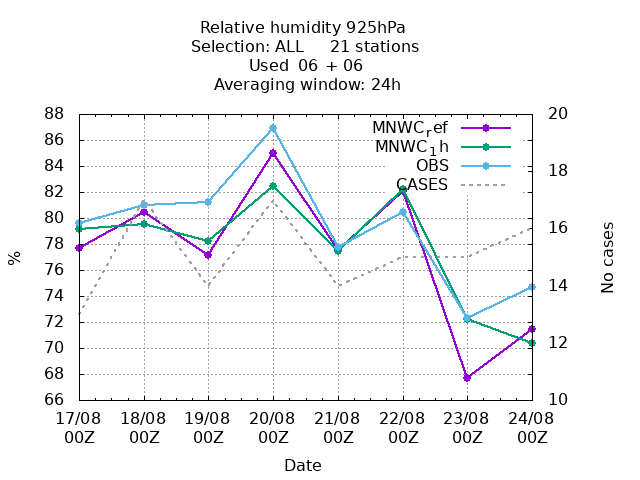 Relative humidity 925hPa
Selection: ALL 21 stations
Used 06 + 06
Averaging window: 24h
88 20
86
84
82
80
78
76
74
72
70
68
66
18
16
14
12
10
%
No cases
MNWCref
MNWC1h
OBS
CASES
17/08 18/08 19/08 20/08 21/08 22/08 23/08 24/08
00Z 00Z 00Z 00Z 00Z 00Z 00Z 00Z
Date